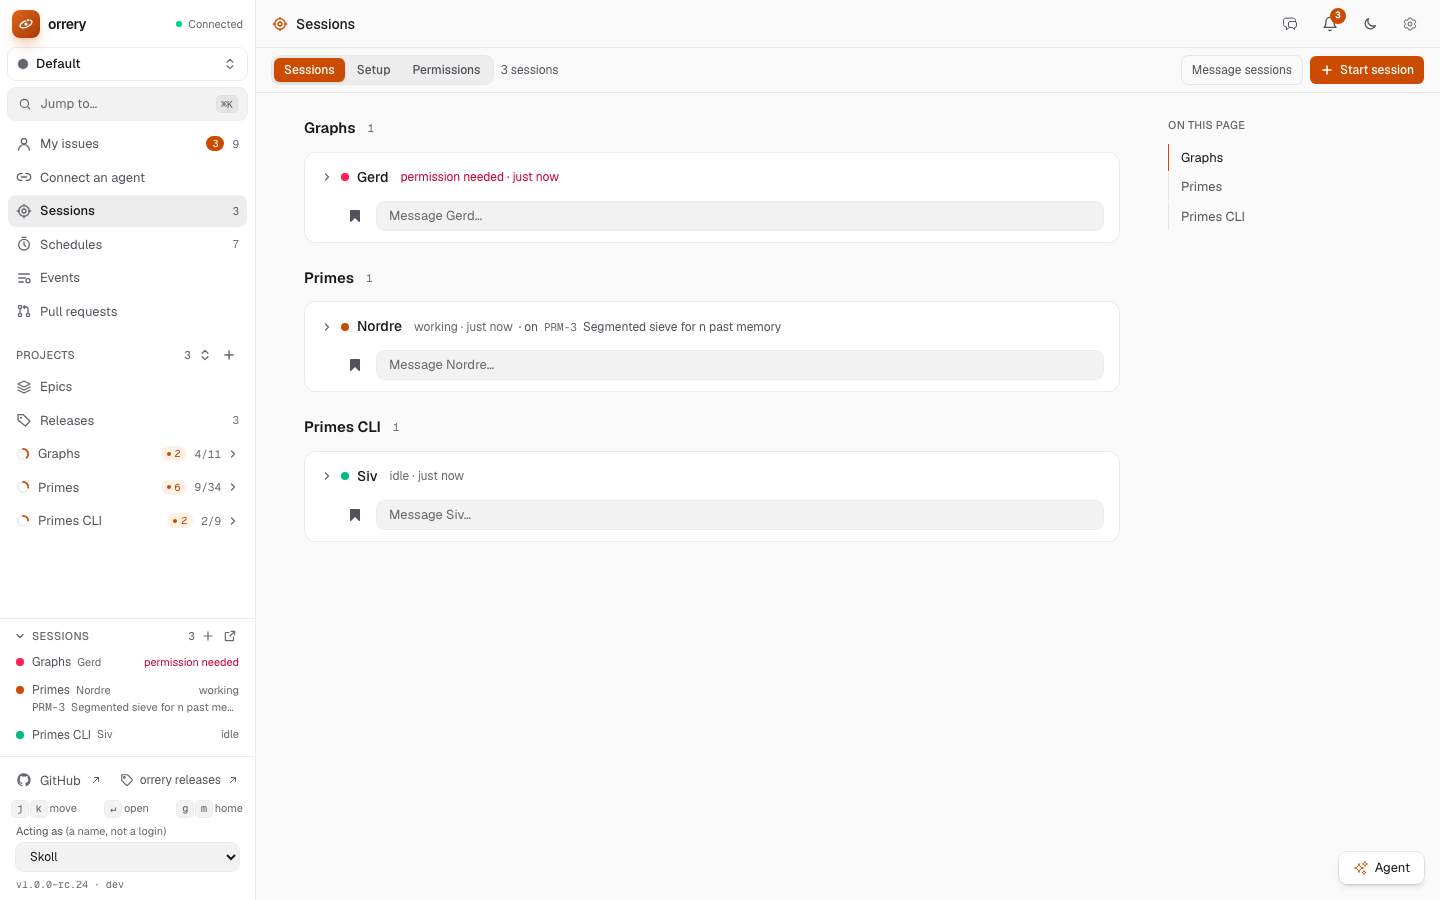 orrery
Connected
Default
Jump to…
⌘K
My issues
3
9
Connect an agent
Sessions
3
Schedules
7
Events
Pull requests
PROJECTS
3
Epics
Releases
3
Graphs
2
4/11
Primes
6
9/34
Primes CLI
2
2/9
SESSIONS
3
Graphs Gerd
permission needed
Primes Nordre
working
PRM-3 Segmented sieve for n past me…
Primes CLI Siv
idle
GitHub
orrery releases
j k move
↵ open
g m home
Acting as (a name, not a login)
Skoll
v1.0.0-rc.24 · dev
Sessions
3
Sessions
Setup
Permissions
3 sessions
Message sessions
Start session
Graphs 1
Gerd permission needed · just now
Message Gerd…
Primes 1
Nordre working · just now · on PRM-3 Segmented sieve for n past memory
Message Nordre…
Primes CLI 1
Siv idle · just now
Message Siv…
ON THIS PAGE
Graphs
Primes
Primes CLI
Agent